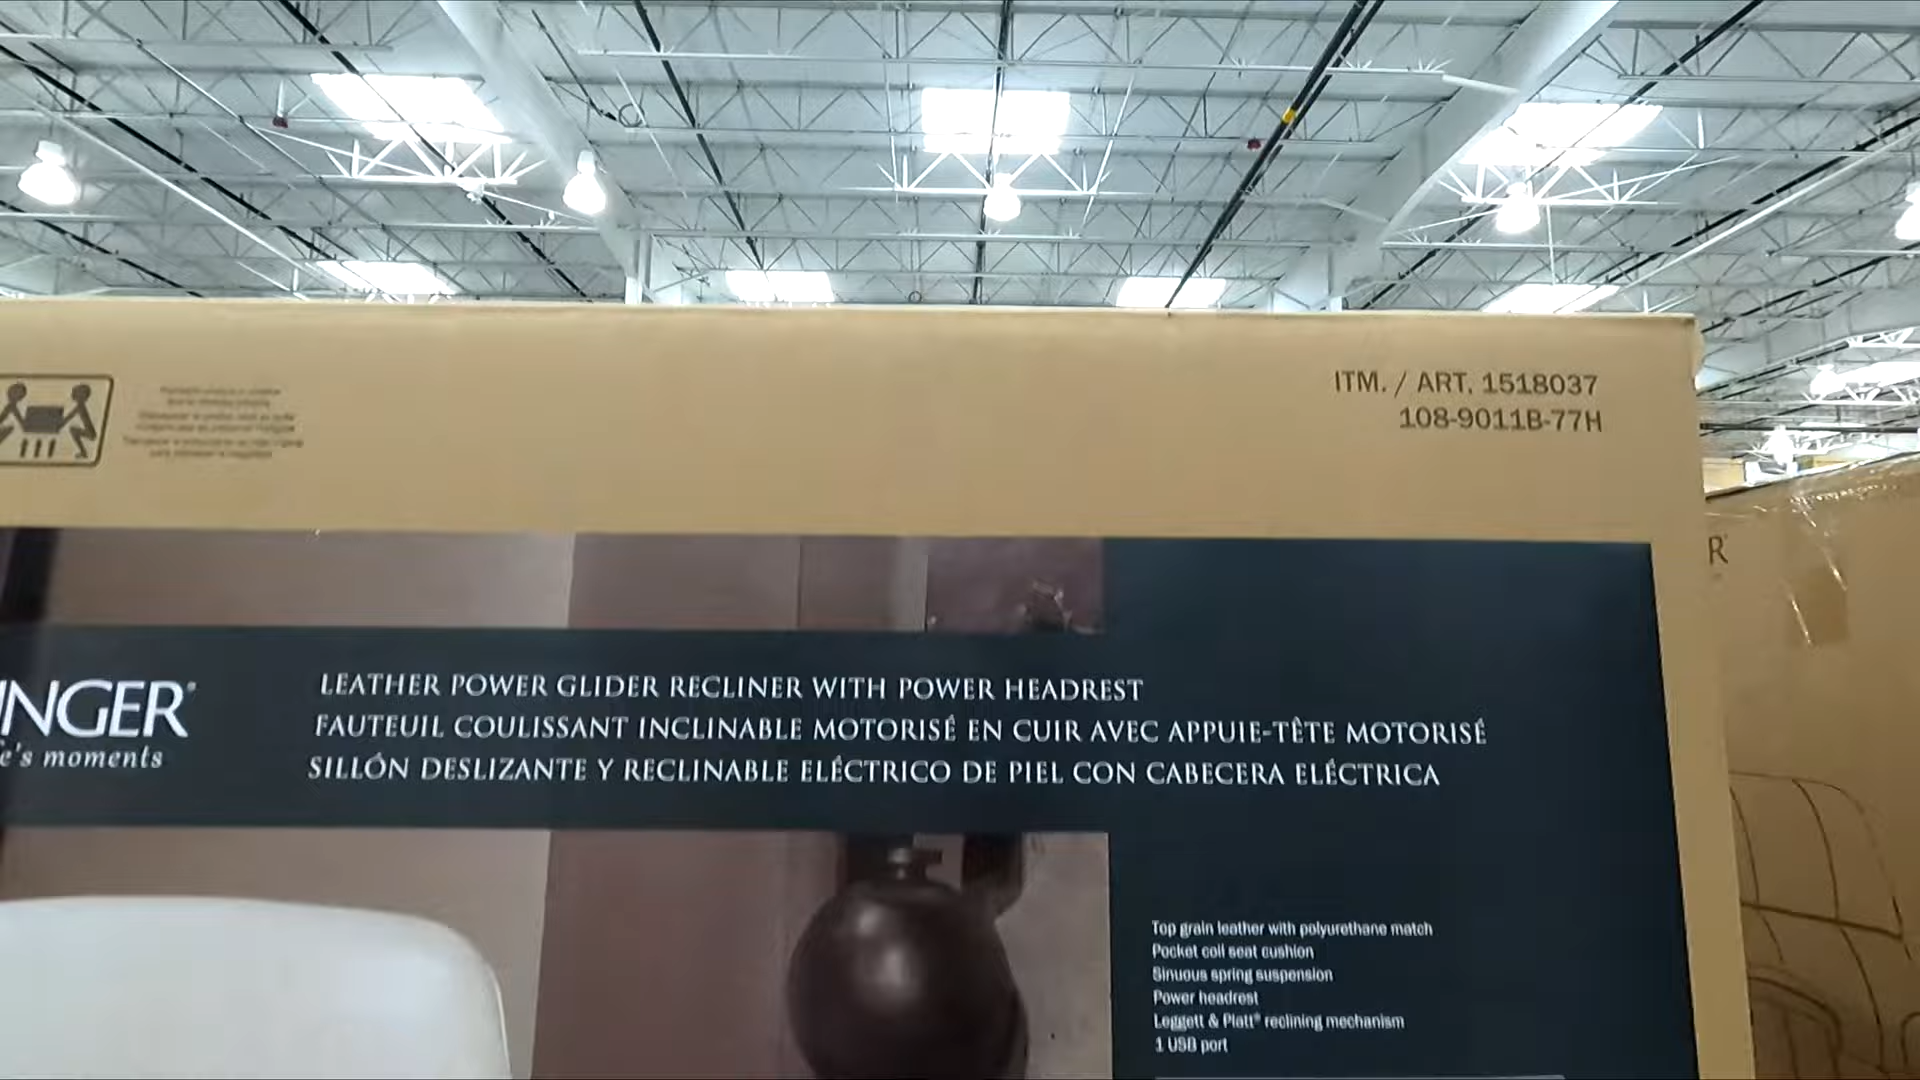 ITM. / ART. 1518037
108-9011B-77H
R
INGER®
e's moments
LEATHER POWER GLIDER RECLINER WITH POWER HEADREST
FAUTEUIL COULISSANT INCLINABLE MOTORISÉ EN CUIR AVEC APPUIE-TÊTE MOTORISÉ
SILLÓN DESLIZANTE Y RECLINABLE ELÉCTRICO DE PIEL CON CABECERA ELÉCTRICA
Top grain leather with polyurethane match
Pocket coil seat cushion
Sinuous spring suspension
Power headrest
Leggett & Platt® reclining mechanism
1 USB port